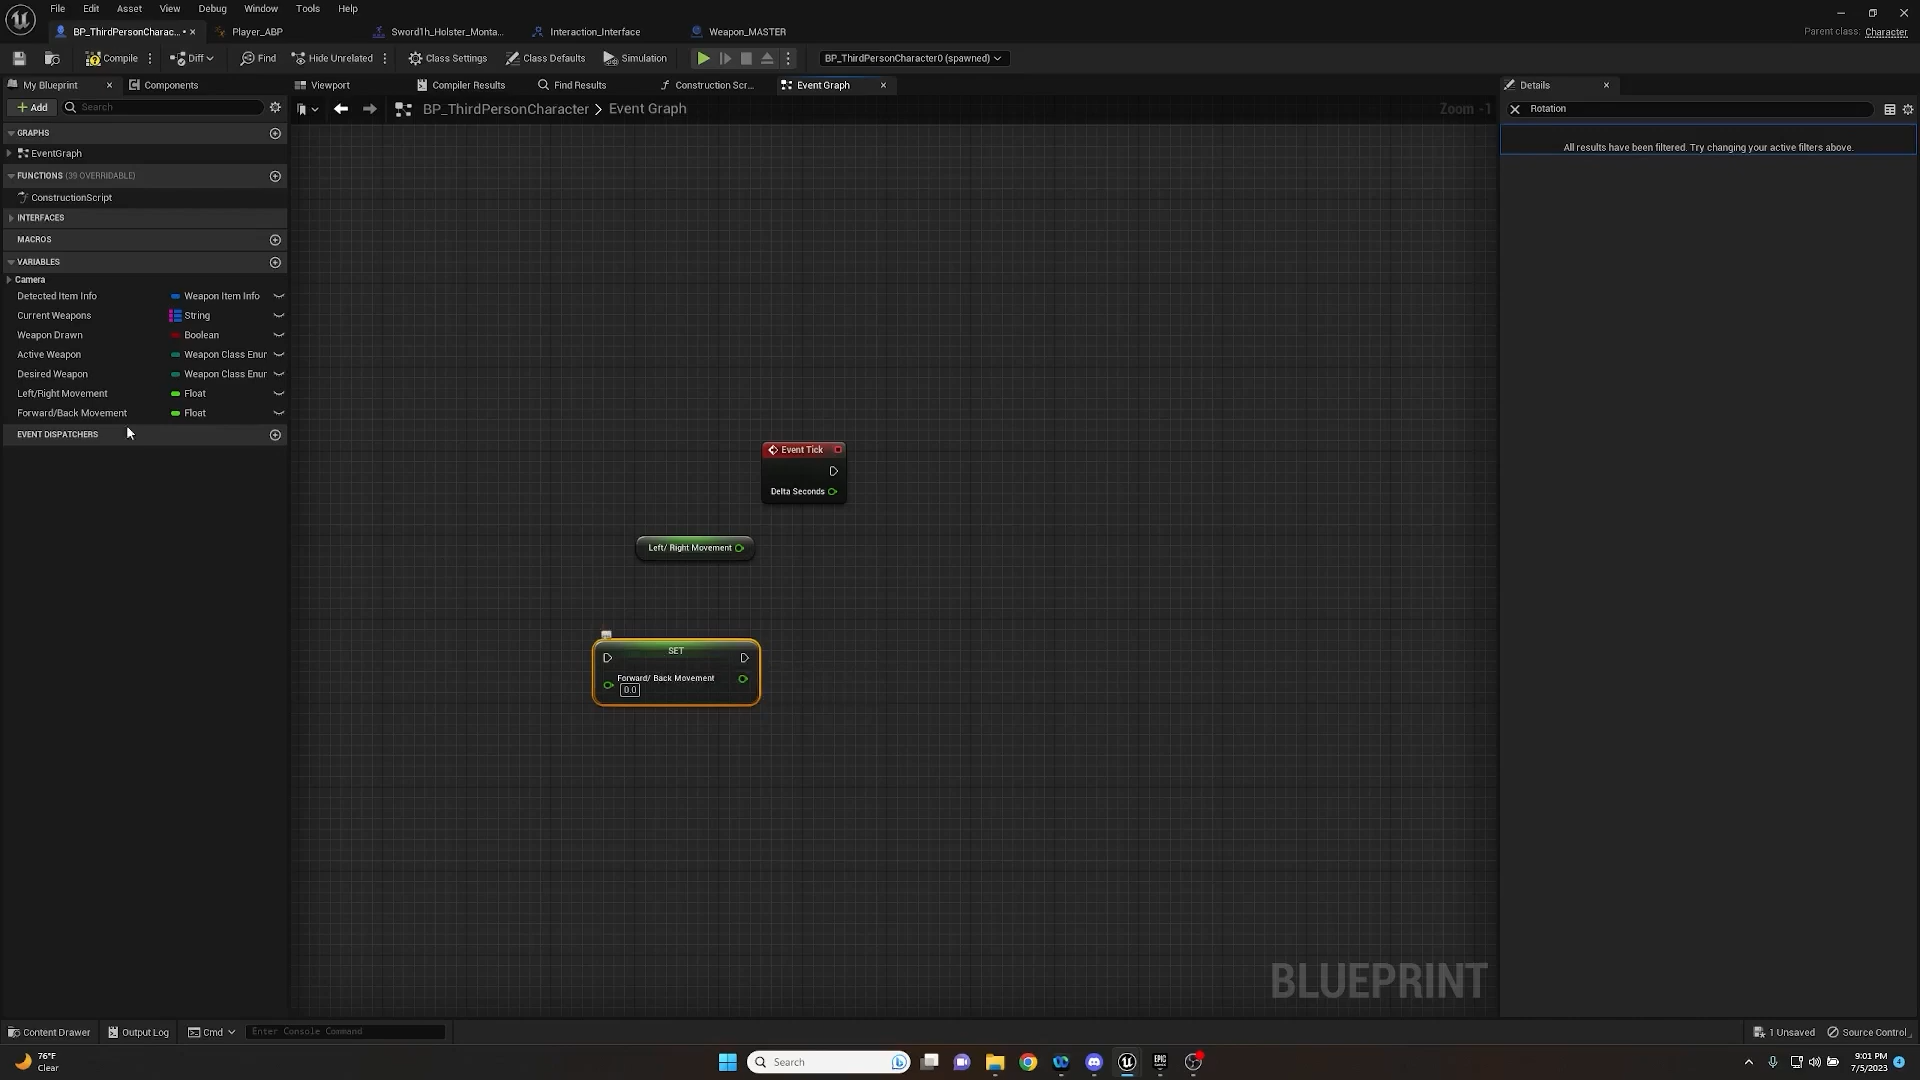 File Edit Asset View Debug Window Tools Help
BP_ThirdPersonCharac... • Player_ABP Sword1h_Holster_Monta... Interaction_Interface Weapon_MASTER Parent class: Character
Compile Diff Find Hide Unrelated Class Settings Class Defaults Simulation BP_ThirdPersonCharacter0 (spawned)
My Blueprint Components Viewport Compiler Results Find Results Construction Scr... Event Graph Details
+ Add Search BP_ThirdPersonCharacter > Event Graph Zoom -1 Rotation
GRAPHS
All results have been filtered. Try changing your active filters above.
EventGraph
FUNCTIONS (39 OVERRIDABLE)
ConstructionScript
INTERFACES
MACROS
VARIABLES
Camera
Detected Item Info Weapon Item Info
Current Weapons String
Weapon Drawn Boolean
Active Weapon Weapon Class Enur
Desired Weapon Weapon Class Enur
Left/Right Movement Float
Forward/Back Movement Float
EVENT DISPATCHERS
Event Tick
Delta Seconds
Left/ Right Movement
SET
Forward/ Back Movement
0.0
BLUEPRINT
Content Drawer Output Log Cmd Enter Console Command 1 Unsaved Source Control
76°F
Clear
Search
EPIC
9:01 PM
7/5/2023
4